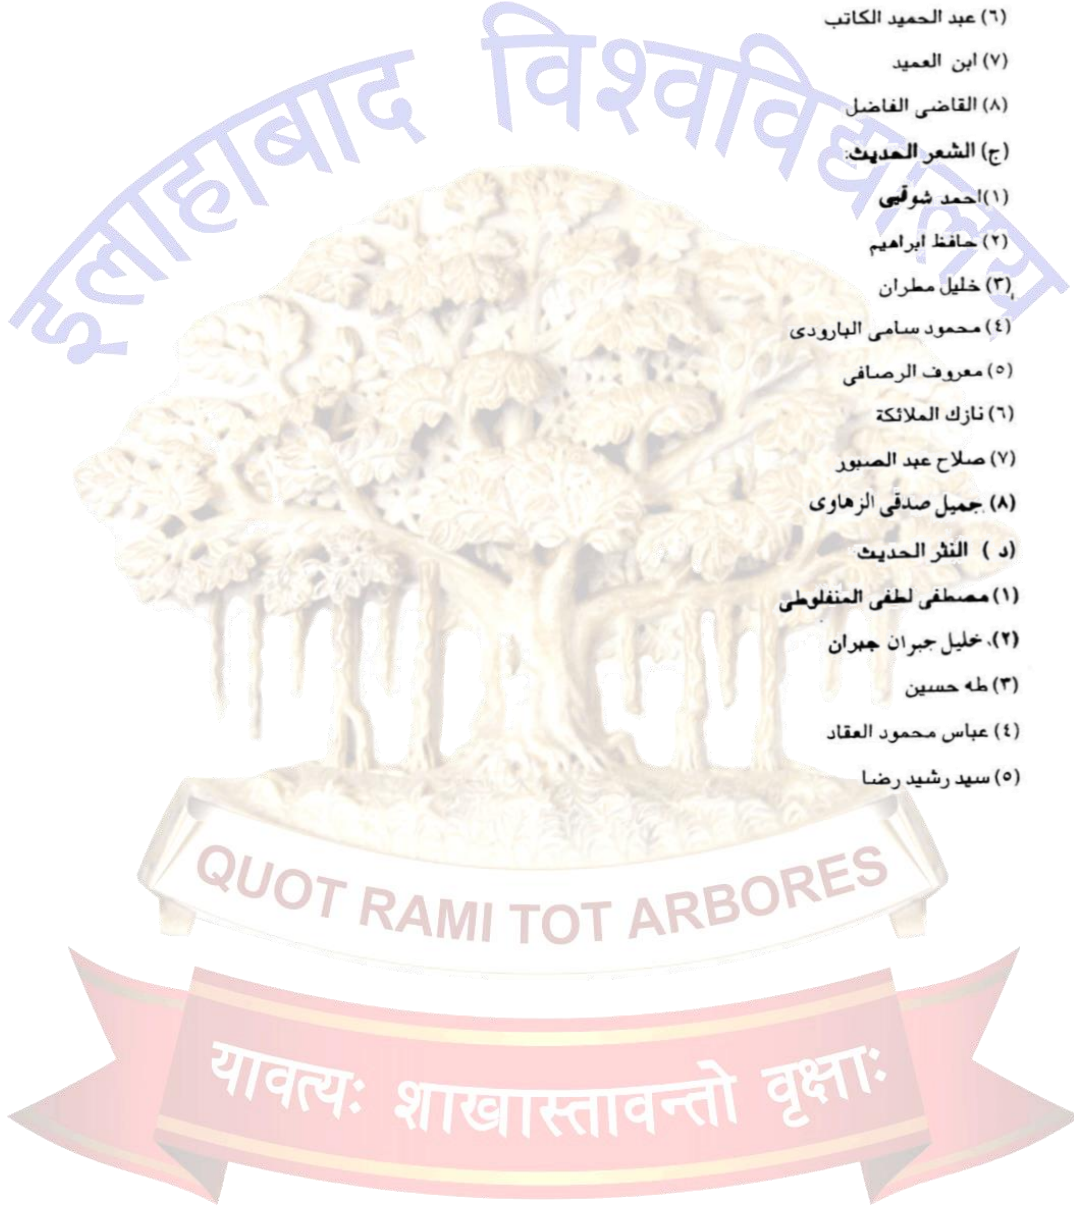 (٦) عبد الحميد الكاتب
(٧) ابن العميد
(٨) القاضى الفاضل
(ج) الشعر الحديث:
(١) احمد شوقيى
(٢) حافظ ابراهيم
(٣) خليل مطران
(٤) محمود سامى البارودى
(٥) معروف الرصافى
(٦) نازك الملائكة
(٧) صلاح عبد الصبور
(٨) جميل صدقى الزهاوى
(د ) النثر الحديث
(١) مصطفى لطفى المنفلوطى
(٢) خليل جبران جبران
(٣) طه حسين
(٤) عباس محمود العقاد
(٥) سيد رشيد رضا
इलाहाबाद विश्वविद्यालय
QUOT RAMI TOT ARBORES
यावत्यः शाखास्तावन्तो वृक्षाः